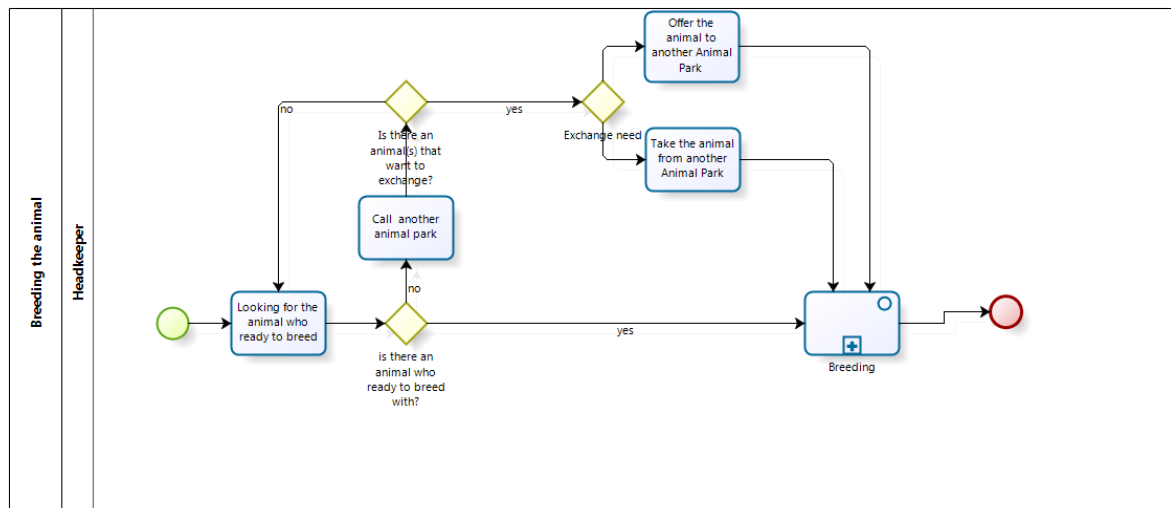 Breeding the animal
Headkeeper
Offer the
animal to
another Animal
Park
no
yes
Exchange need
Is there an
animal(s) that
want to
exchange?
Take the animal
from another
Animal Park
Call another
animal park
no
Looking for the
animal who
ready to breed
yes
is there an
animal who
ready to breed
with?
Breeding